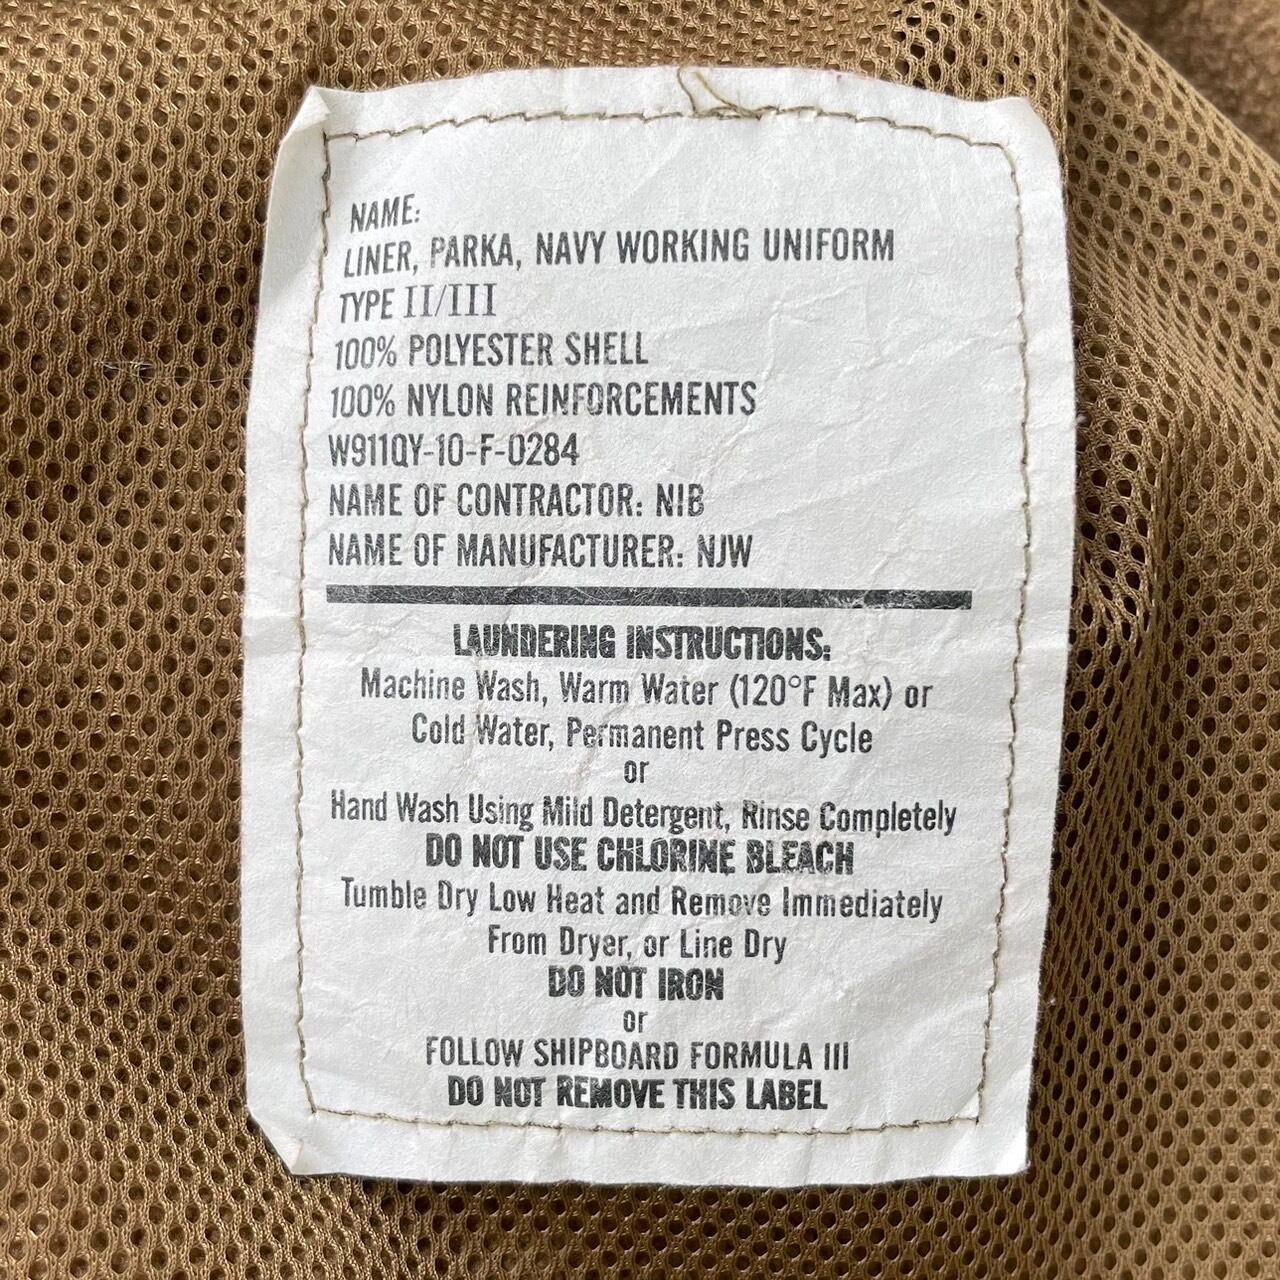 NAME:
LINER, PARKA, NAVY WORKING UNIFORM
TYPE II/III
100% POLYESTER SHELL
100% NYLON REINFORCEMENTS
W911QY-10-F-0284
NAME OF CONTRACTOR: NIB
NAME OF MANUFACTURER: NJW
LAUNDERING INSTRUCTIONS:
Machine Wash, Warm Water (120°F Max) or
Cold Water, Permanent Press Cycle
or
Hand Wash Using Mild Detergent, Rinse Completely
DO NOT USE CHLORINE BLEACH
Tumble Dry Low Heat and Remove Immediately
From Dryer, or Line Dry
DO NOT IRON
or
FOLLOW SHIPBOARD FORMULA III
DO NOT REMOVE THIS LABEL